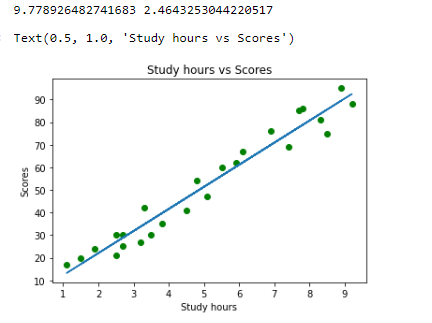 9.778926482741683 2.4643253044220517
Text(0.5, 1.0, 'Study hours vs Scores')
Study hours vs Scores
90
80
70
60
50
40
30
20
10
Scores
1 2 3 4 5 6 7 8 9
Study hours